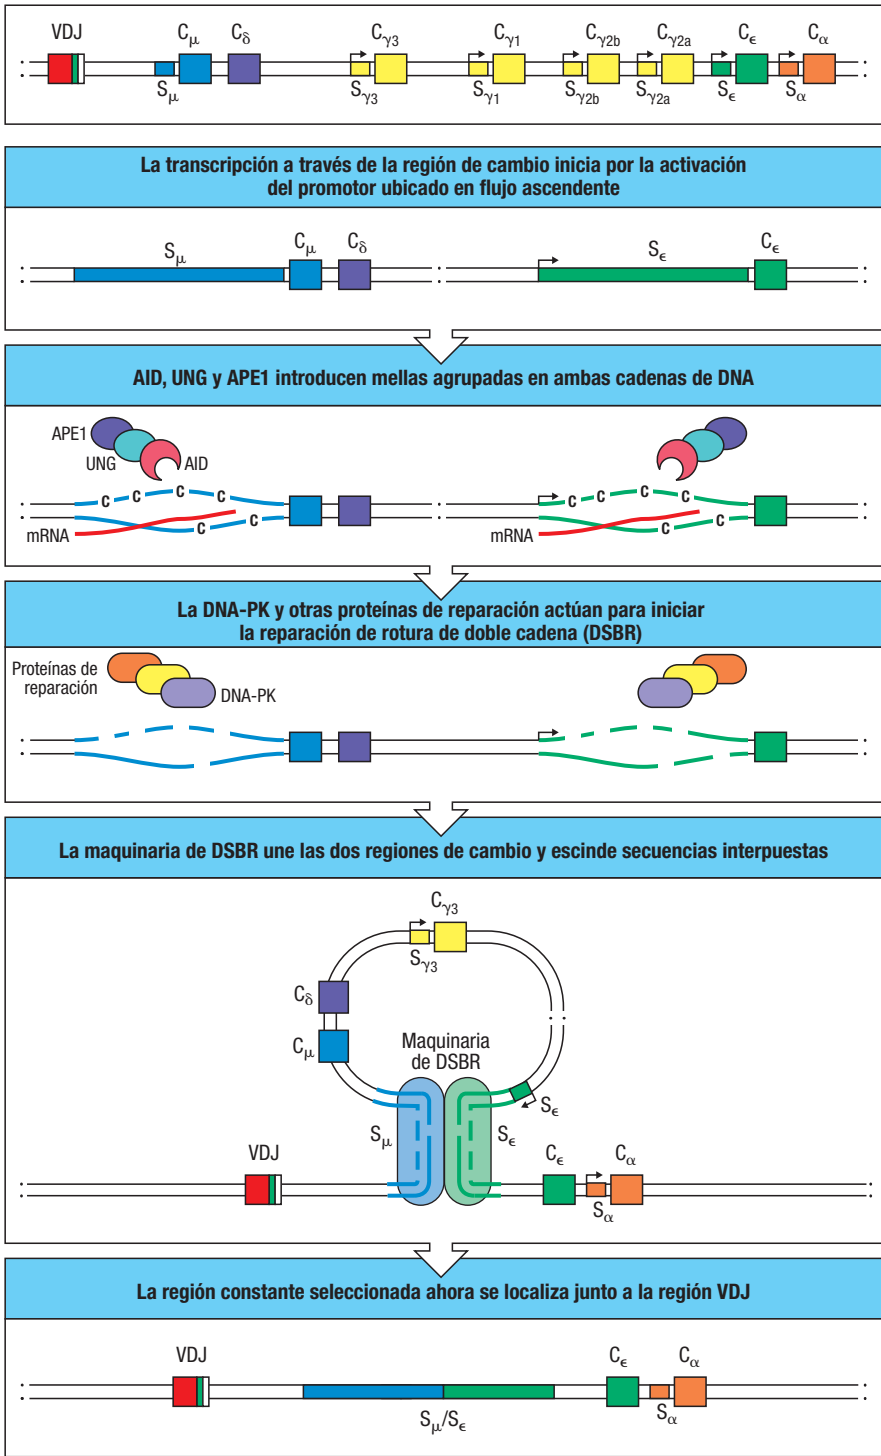 VDJ Cμ Cδ Cγ3 Cγ1 Cγ2b Cγ2a Cϵ Cα
Sμ Sγ3 Sγ1 Sγ2b Sγ2a Sϵ Sα
La transcripción a través de la región de cambio inicia por la activación
del promotor ubicado en flujo ascendente
Sμ Cμ Cδ Sϵ Cϵ
AID, UNG y APE1 introducen mellas agrupadas en ambas cadenas de DNA
APE1
UNG AID
C C C C C C C C
C C C C
mRNA mRNA
La DNA-PK y otras proteínas de reparación actúan para iniciar
la reparación de rotura de doble cadena (DSBR)
Proteínas de
reparación
DNA-PK
La maquinaria de DSBR une las dos regiones de cambio y escinde secuencias interpuestas
Cγ3
Sγ3
Cδ
Cμ
Maquinaria
de DSBR
Sϵ
Sμ Sϵ
VDJ Cϵ Cα
Sα
La región constante seleccionada ahora se localiza junto a la región VDJ
VDJ Cϵ Cα
Sμ/Sϵ Sα